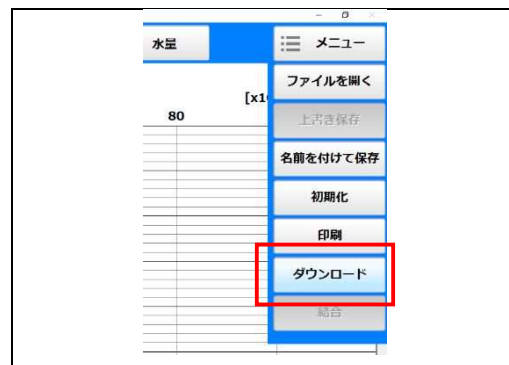 水量
メニュー
ファイルを開く
[x1
80
上書き保存
名前を付けて保存
初期化
印刷
ダウンロード
結合